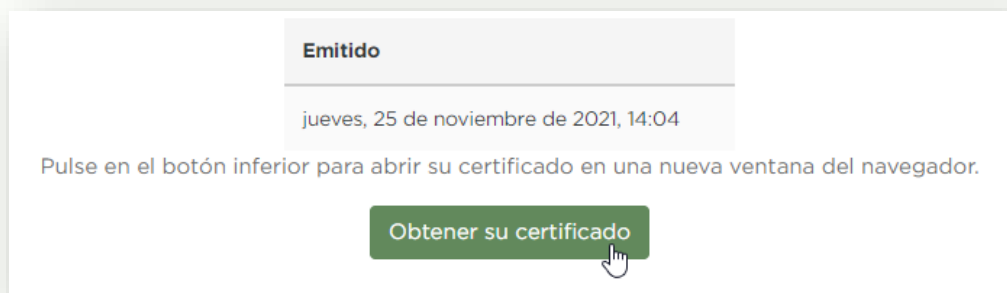 Emitido
jueves, 25 de noviembre de 2021, 14:04
Pulse en el botón inferior para abrir su certificado en una nueva ventana del navegador.
Obtener su certificado